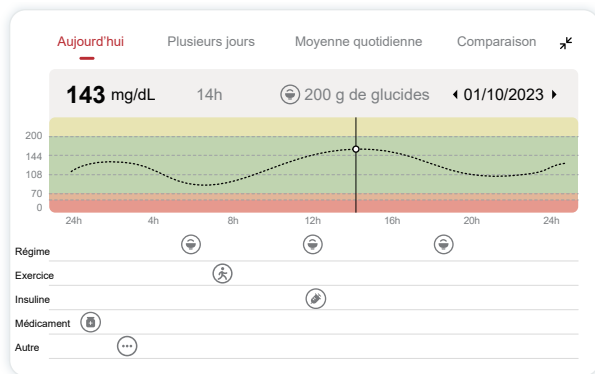 Aujourd'hui Plusieurs jours Moyenne quotidienne Comparaison
143 mg/dL 14h 200 g de glucides 01/10/2023
200
144
108
70
0
24h 4h 8h 12h 16h 20h 24h
Régime
Exercice
Insuline
Médicament
Autre